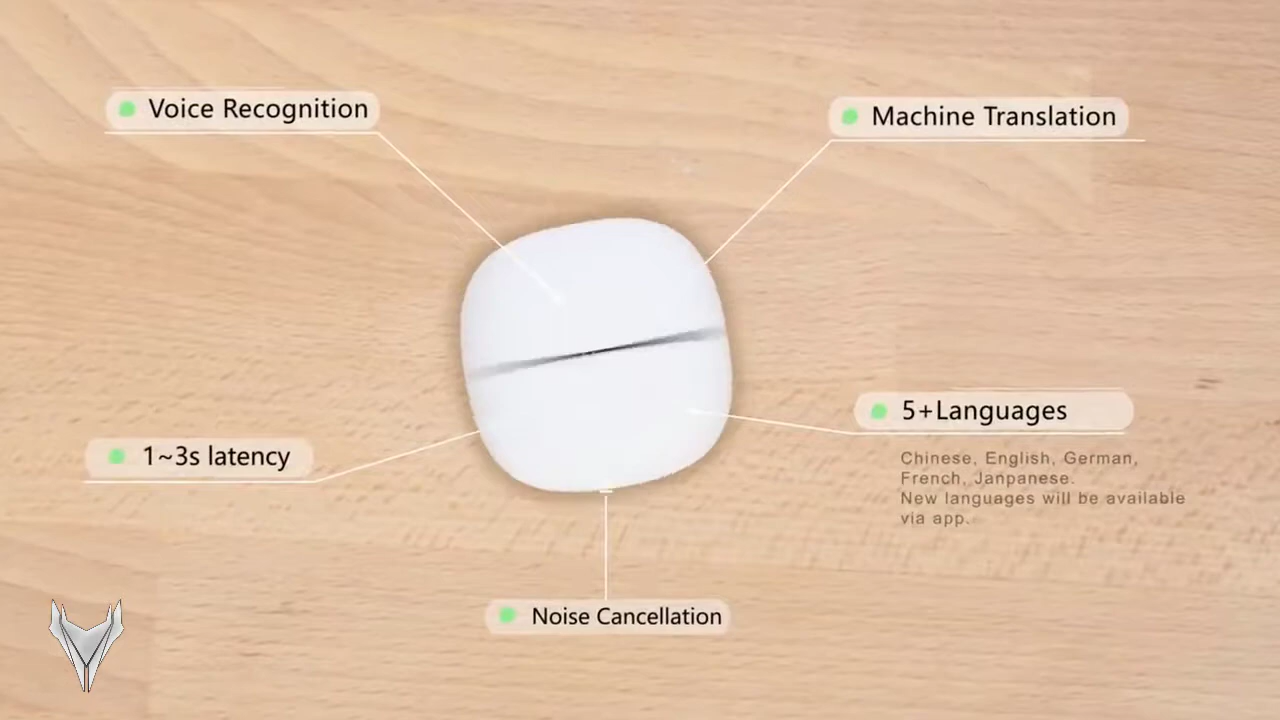 Voice Recognition
Machine Translation
5+Languages
Chinese, English, German,
French, Janpanese.
New languages will be available
via app.
1~3s latency
Noise Cancellation